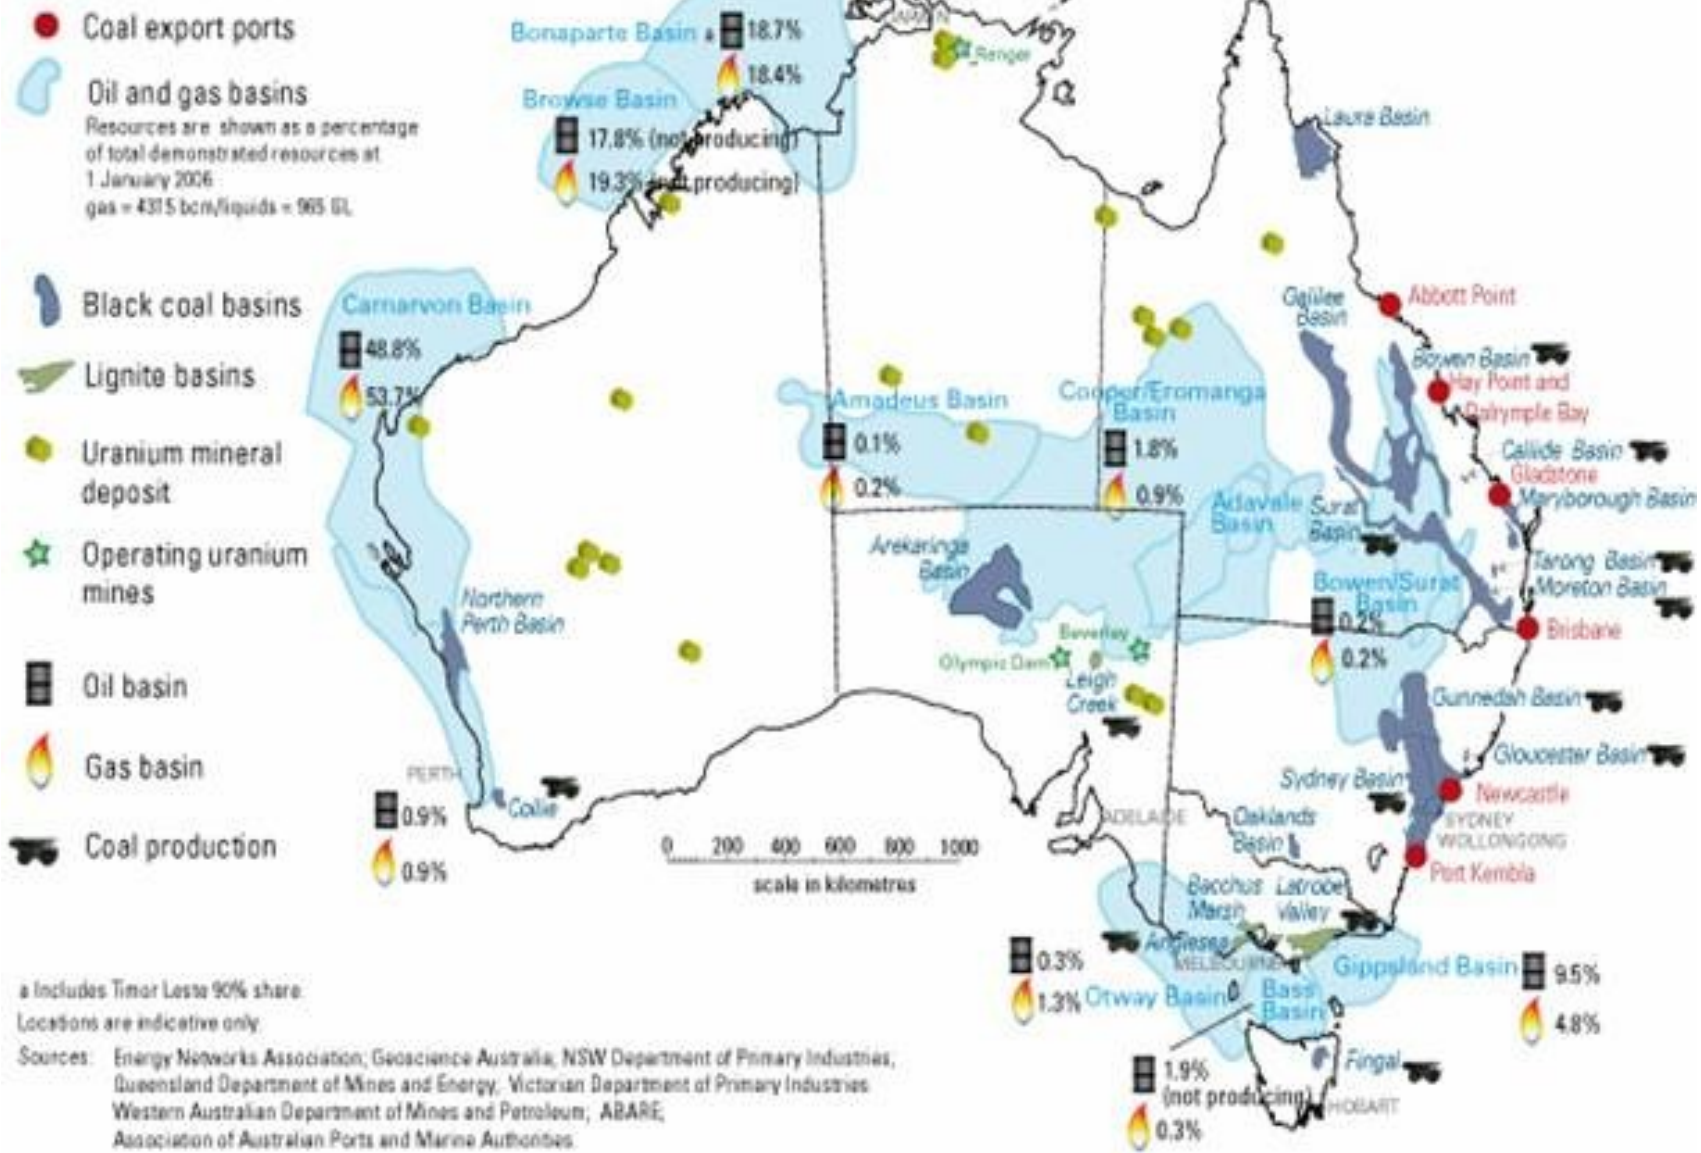 Coal export ports
Oil and gas basins
Resources are shown as a percentage
of total demonstrated resources at
1 January 2006
gas = 4315 bcm/liquids = 965 GL
Black coal basins
Lignite basins
Uranium mineral
deposit
Operating uranium
mines
Oil basin
Gas basin
Coal production
Bonaparte Basin a 18.7%
18.4%
Browse Basin
17.8% (not producing)
19.3% (not producing)
Ranger
Laura Basin
Carnarvon Basin
48.8%
53.7%
Galilee
Basin
Abbott Point
Bowen Basin
Hay Point and
Dalrymple Bay
Callide Basin
Gladstone
Maryborough Basin
Amadeus Basin
0.1%
0.2%
Cooper/Eromanga
Basin
1.8%
0.9%
Adavale
Basin
Surat
Basin
Arekaringa
Basin
Tarong Basin
Moreton Basin
Bowen/Surat
Basin
0.2%
0.2%
Brisbane
Northern
Perth Basin
Beverley
Olympic Dam
Leigh
Creek
Gunnedah Basin
Gloucester Basin
Sydney Basin
Newcastle
SYDNEY
WOLLONGONG
Port Kembla
PERTH
Collie
0.9%
0.9%
ADELAIDE
Oaklands
Basin
0 200 400 600 800 1000
scale in kilometres
Bacchus
Marsh
Latrobe
Valley
Anglesea
MELBOURNE
0.3%
1.3% Otway Basin
Bass
Basin
Gippsland Basin 9.5%
4.8%
1.9%
(not producing)
0.3%
Fingal
HOBART
a Includes Timor Leste 90% share.
Locations are indicative only
Sources: Energy Networks Association; Geoscience Australia; NSW Department of Primary Industries;
Queensland Department of Mines and Energy; Victorian Department of Primary Industries
Western Australian Department of Mines and Petroleum; ABARE;
Association of Australian Ports and Marine Authorities